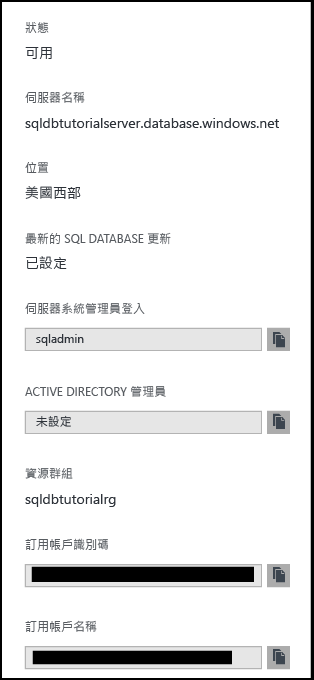 狀態
可用
伺服器名稱
sqldbtutorialserver.database.windows.net
位置
美國西部
最新的 SQL DATABASE 更新
已設定
伺服器系統管理員登入
sqladmin
ACTIVE DIRECTORY 管理員
未設定
資源群組
sqldbtutorialrg
訂用帳戶識別碼
訂用帳戶名稱